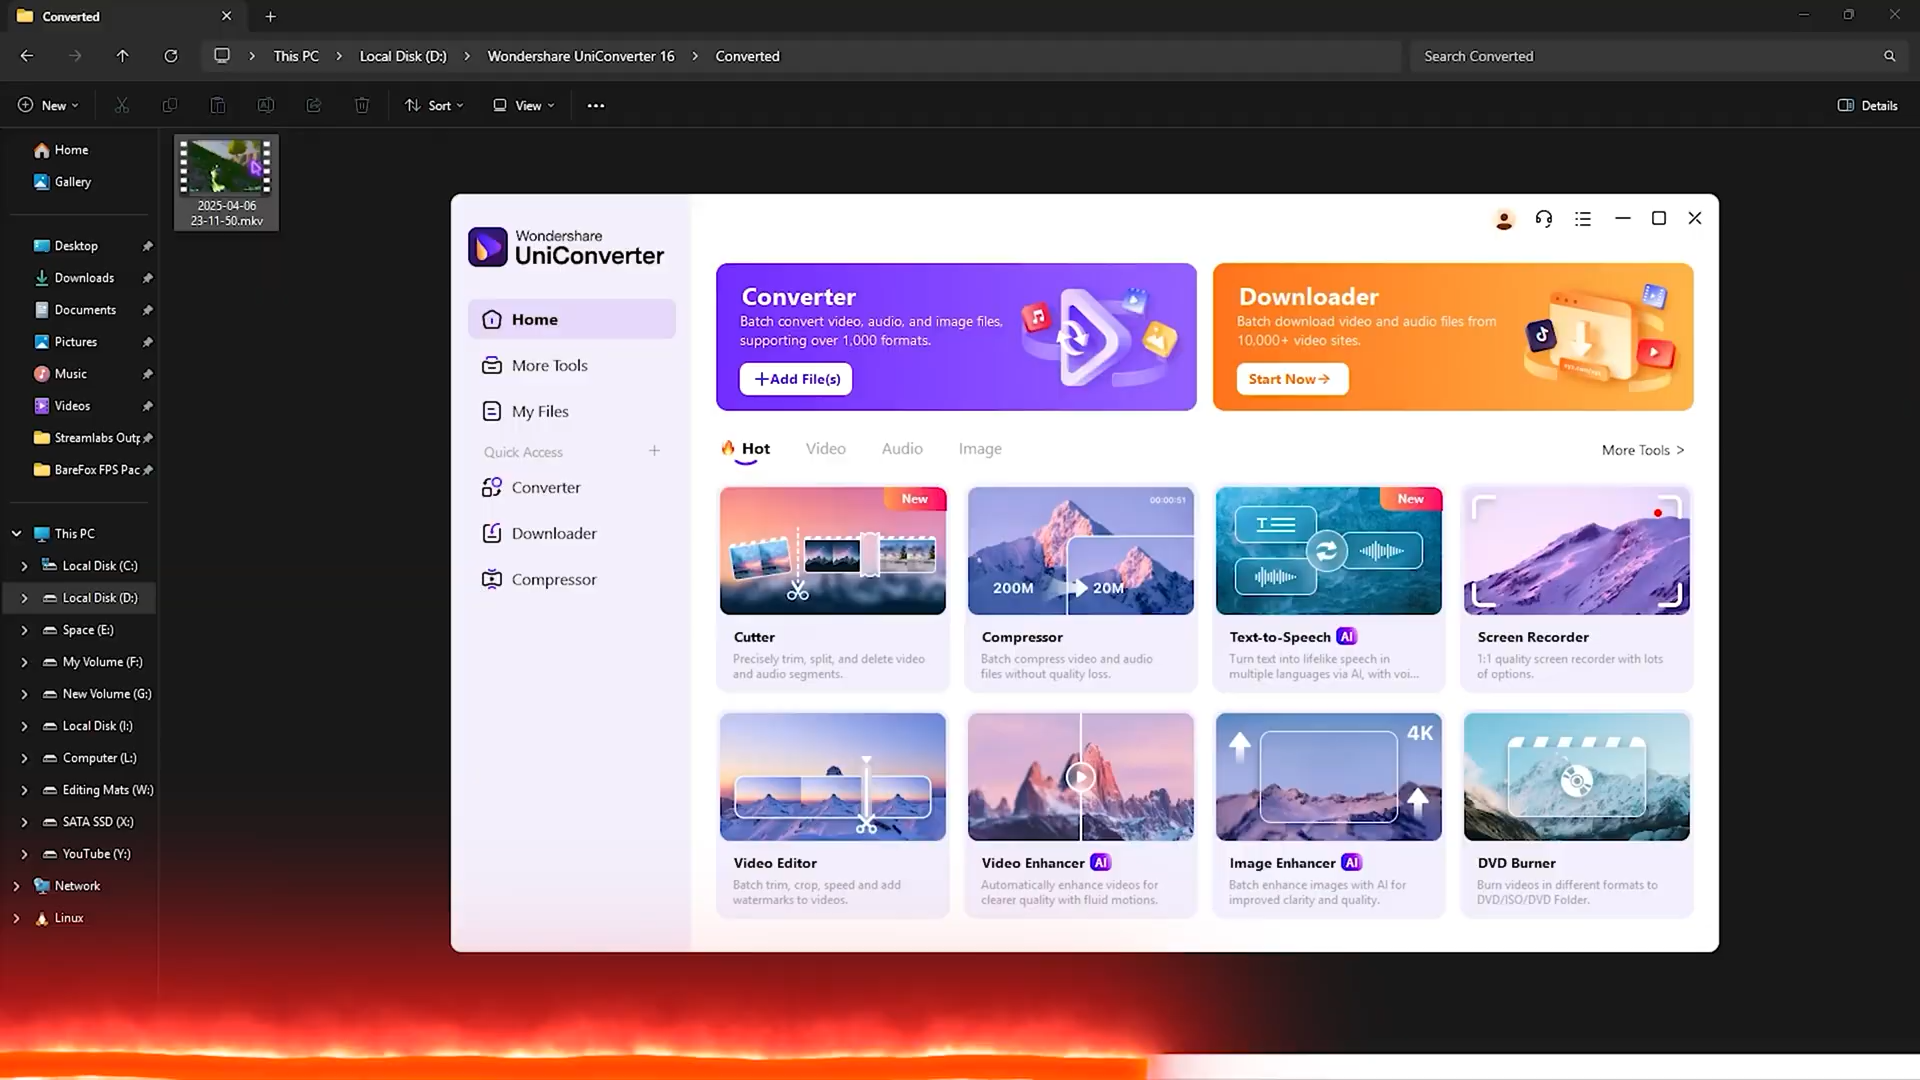 Converted
This PC
Local Disk (D:)
Wondershare UniConverter 16
Converted
Search Converted
New
Sort
View
Details
Home
Gallery
Desktop
Downloads
Documents
Pictures
Music
Videos
Streamlabs Outp
BareFox FPS Pac
This PC
Local Disk (C:)
Local Disk (D:)
Space (E:)
My Volume (F:)
New Volume (G:)
Local Disk (I:)
Computer (L:)
Editing Mats (W:)
SATA SSD (X:)
YouTube (Y:)
Network
Linux
2025-04-06
23-11-50.mkv
Wondershare
UniConverter
Home
More Tools
My Files
Quick Access
Converter
Downloader
Compressor
Converter
Batch convert video, audio, and image files,
supporting over 1,000 formats.
Add File(s)
Downloader
Batch download video and audio files from
10,000+ video sites.
Start Now
Hot
Video
Audio
Image
More Tools >
New
Cutter
Precisely trim, split, and delete video
and audio segments.
00:00:51
200M
20M
Compressor
Batch compress video and audio
files without quality loss.
New
Text-to-Speech AI
Turn text into lifelike speech in
multiple languages via AI, with voi...
Screen Recorder
1:1 quality screen recorder with lots
of options.
Video Editor
Batch trim, crop, speed and add
watermarks to videos.
Video Enhancer AI
Automatically enhance videos for
clearer quality with fluid motions.
4K
Image Enhancer AI
Batch enhance images with AI for
improved clarity and quality.
DVD Burner
Burn videos in different formats to
DVD/ISO/DVD Folder.